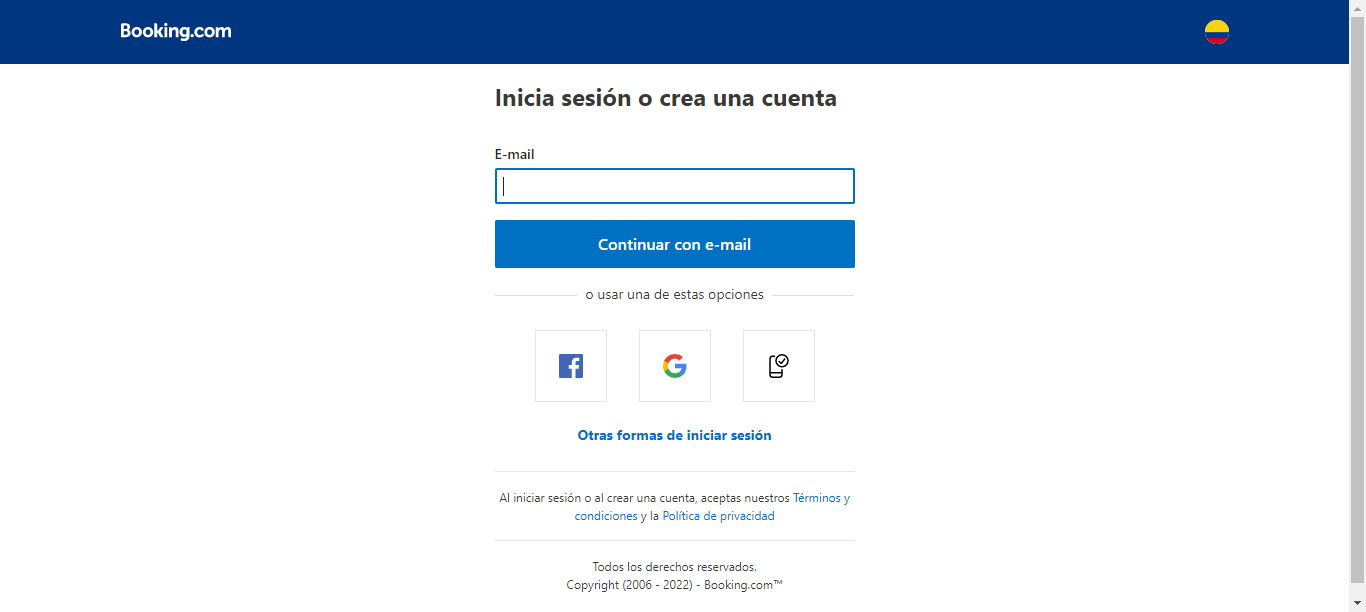 Booking.com
Inicia sesión o crea una cuenta
E-mail
Continuar con e-mail
o usar una de estas opciones
Otras formas de iniciar sesión
Al iniciar sesión o al crear una cuenta, aceptas nuestros Términos y
condiciones y la Política de privacidad
Todos los derechos reservados.
Copyright (2006 - 2022) - Booking.com™